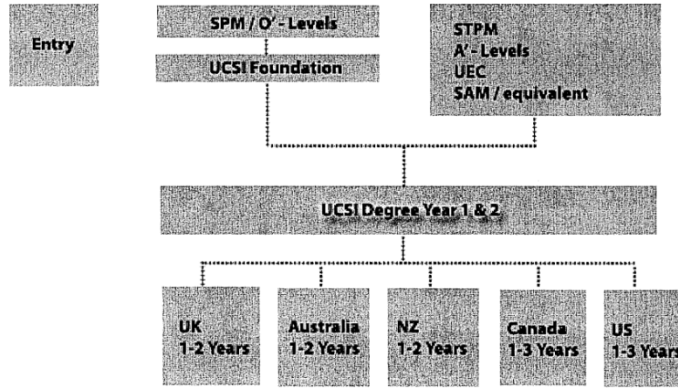 Entry
SPM / O' - Levels
UCSI Foundation
STPM
A' - Levels
UEC
SAM / equivalent
UCSI Degree Year 1 & 2
UK
1-2 Years
Australia
1-2 Years
NZ
1-2 Years
Canada
1-3 Years
US
1-3 Years